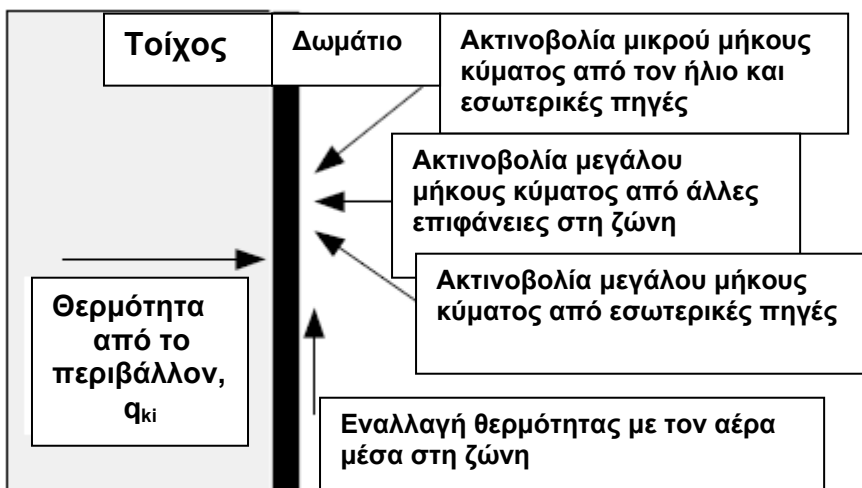 Τοίχος
Δωμάτιο
Ακτινοβολία μικρού μήκους
κύματος από τον ήλιο και
εσωτερικές πηγές
Ακτινοβολία μεγάλου
μήκους κύματος από άλλες
επιφάνειες στη ζώνη
Ακτινοβολία μεγάλου μήκους
κύματος από εσωτερικές πηγές
Θερμότητα
από το
περιβάλλον,
qki
Εναλλαγή θερμότητας με τον αέρα
μέσα στη ζώνη